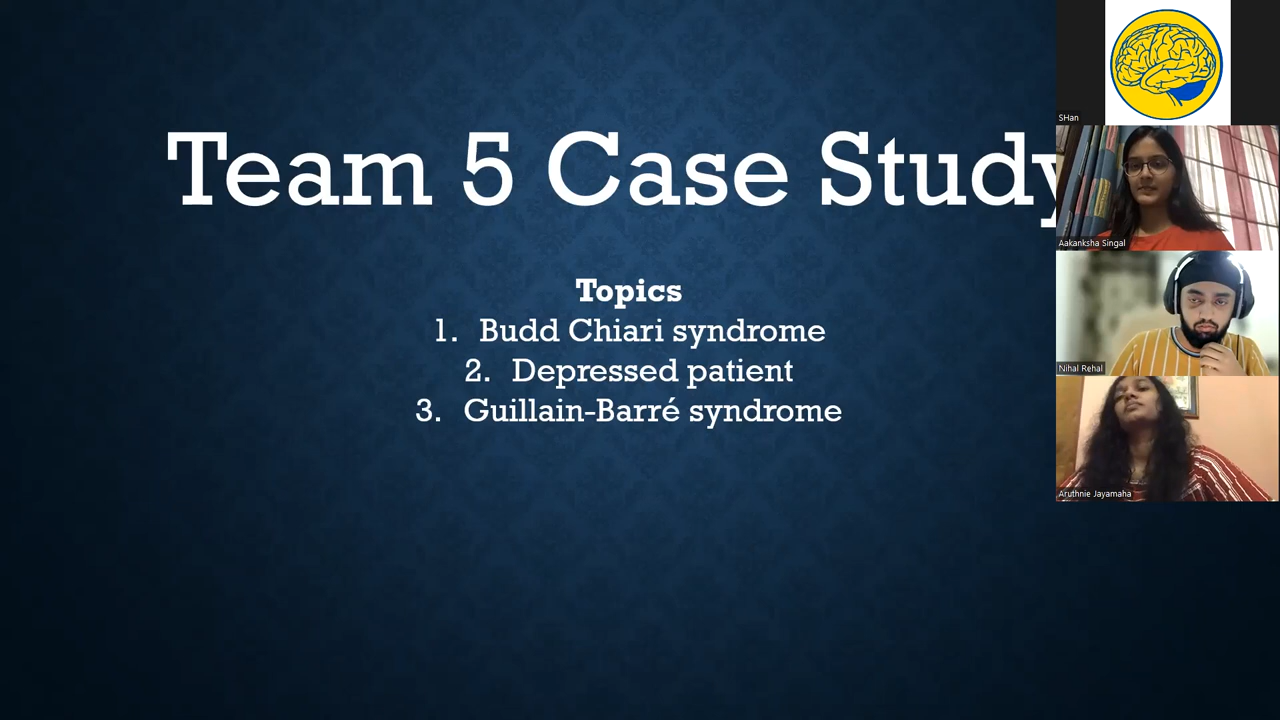 Team 5 Case Study
Topics
1. Budd Chiari syndrome
2. Depressed patient
3. Guillain-Barré syndrome
SHan
Aakanksha Singal
Nihal Rehal
Aruthnie Jayamaha